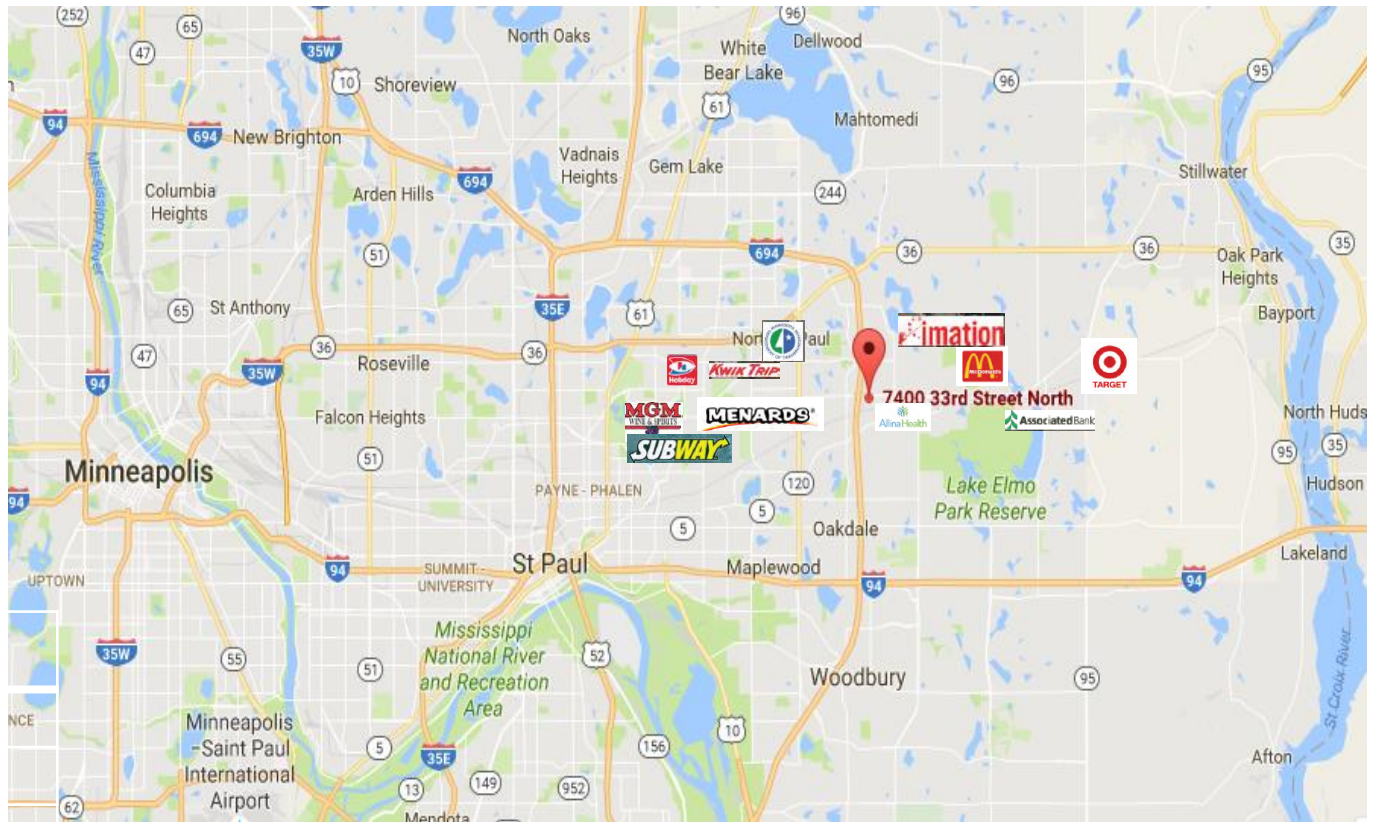 252
65
47
35W
10
North Oaks
Shoreview
White
Bear Lake
96
Dellwood
96
95
61
94
694
New Brighton
Mahtomedi
Mississippi River
Columbia
Heights
Arden Hills
694
Vadnais
Heights
Gem Lake
244
Stillwater
51
694
36
36
35
Oak Park
Heights
65
St Anthony
35E
61
Bayport
47
36
Roseville
36
aul
imation
35W
Holiday
KWIK TRIP
McDonald's
TARGET
94
7400 33rd Street North
Falcon Heights
MGM
WINE & SPIRITS
MENARDS®
AllinaHealth
Associated Bank
North Huds
SUBWAY
51
95
35
Minneapolis
94
PAYNE - PHALEN
120
Lake Elmo
Park Reserve
Hudson
5
5
Oakdale
Lakeland
St Paul
94
SUMMIT -
UNIVERSITY
Maplewood
94
94
UPTOWN
Mississippi
National River
and Recreation
Area
35W
55
51
52
Woodbury
95
St Croix River
NCE
Minneapolis
-Saint Paul
International
Airport
5
35E
156
10
Afton
13
149
952
62
Mendota